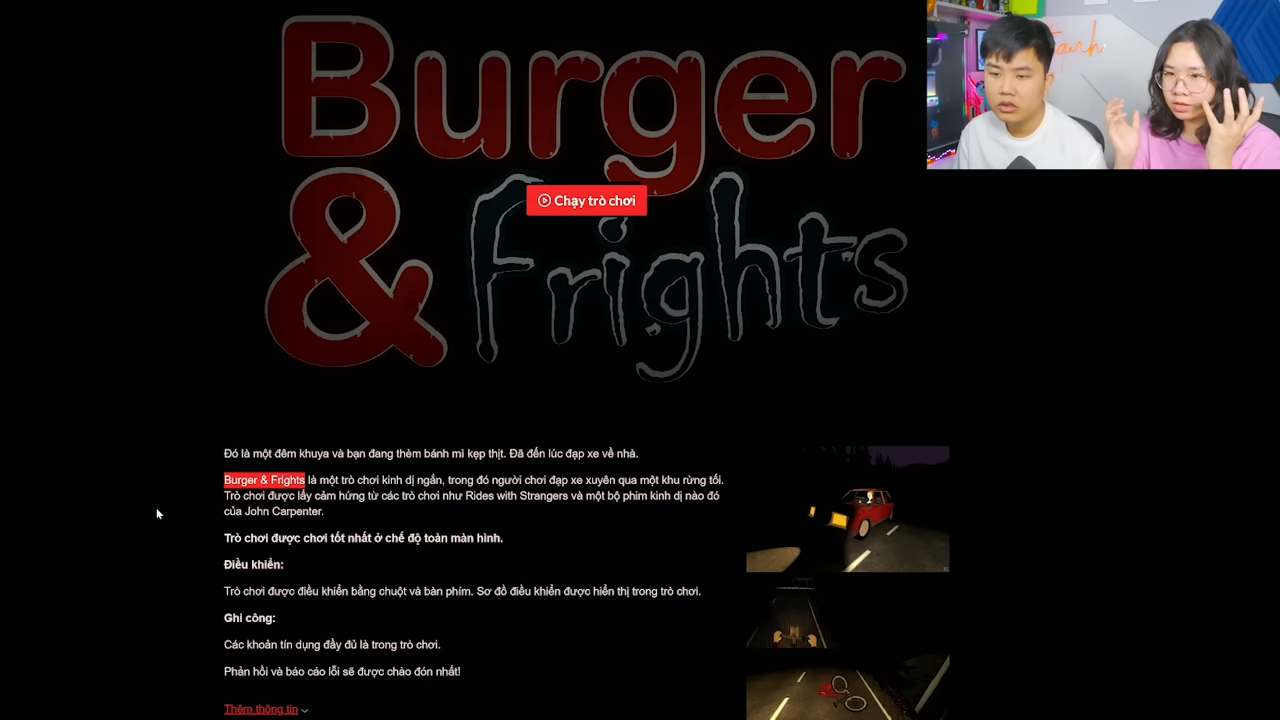 Burger
& Frights
Chạy trò chơi
Đó là một đêm khuya và bạn đang thèm bánh mì kẹp thịt. Đã đến lúc đạp xe về nhà.
Burger & Frights là một trò chơi kinh dị ngắn, trong đó người chơi đạp xe xuyên qua một khu rừng tối.
Trò chơi được lấy cảm hứng từ các trò chơi như Rides with Strangers và một bộ phim kinh dị nào đó
của John Carpenter.
Trò chơi được chơi tốt nhất ở chế độ toàn màn hình.
Điều khiển:
Trò chơi được điều khiển bằng chuột và bàn phím. Sơ đồ điều khiển được hiển thị trong trò chơi.
Ghi công:
Các khoản tín dụng đầy đủ là trong trò chơi.
Phản hồi và báo cáo lỗi sẽ được chào đón nhất!
Thêm thông tin